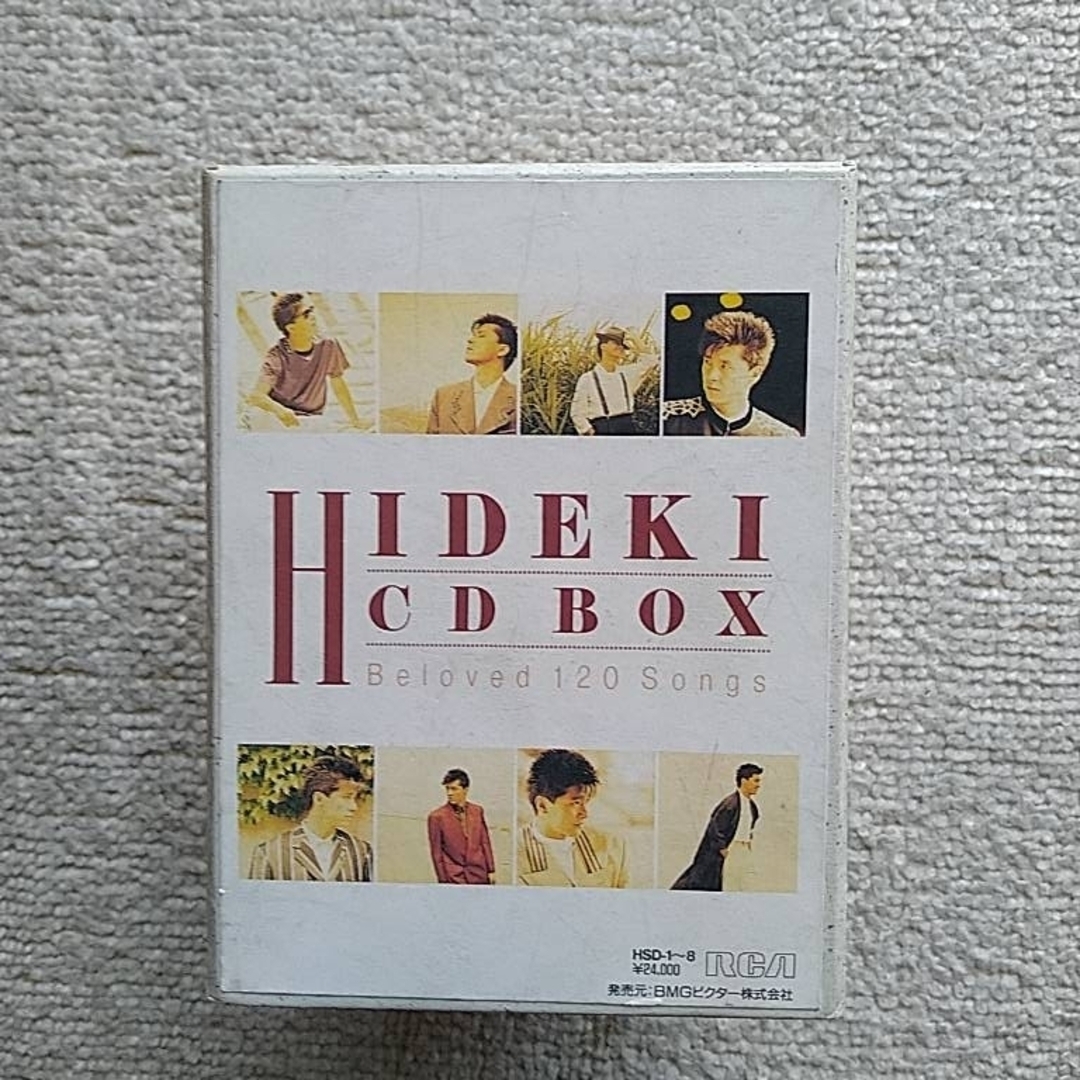 HIDEKI
CD BOX
Beloved 120 Songs
HSD-1〜8
¥24,000
RCA
発売元:BMGビクター株式会社